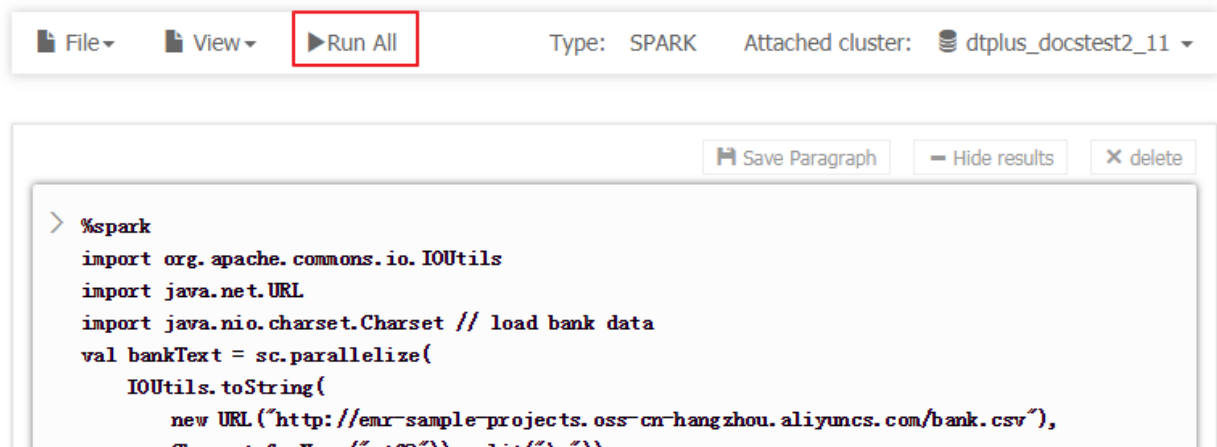 File View Run All Type: SPARK Attached cluster: dtplus_docstest2_11
Save Paragraph Hide results delete
%spark
import org.apache.commons.io.IOUtils
import java.net.URL
import java.nio.charset.Charset // load bank data
val bankText = sc.parallelize(
IOUtils.toString(
new URL("http://emr-sample-projects.oss-cn-hangzhou.aliyuncs.com/bank.csv"),